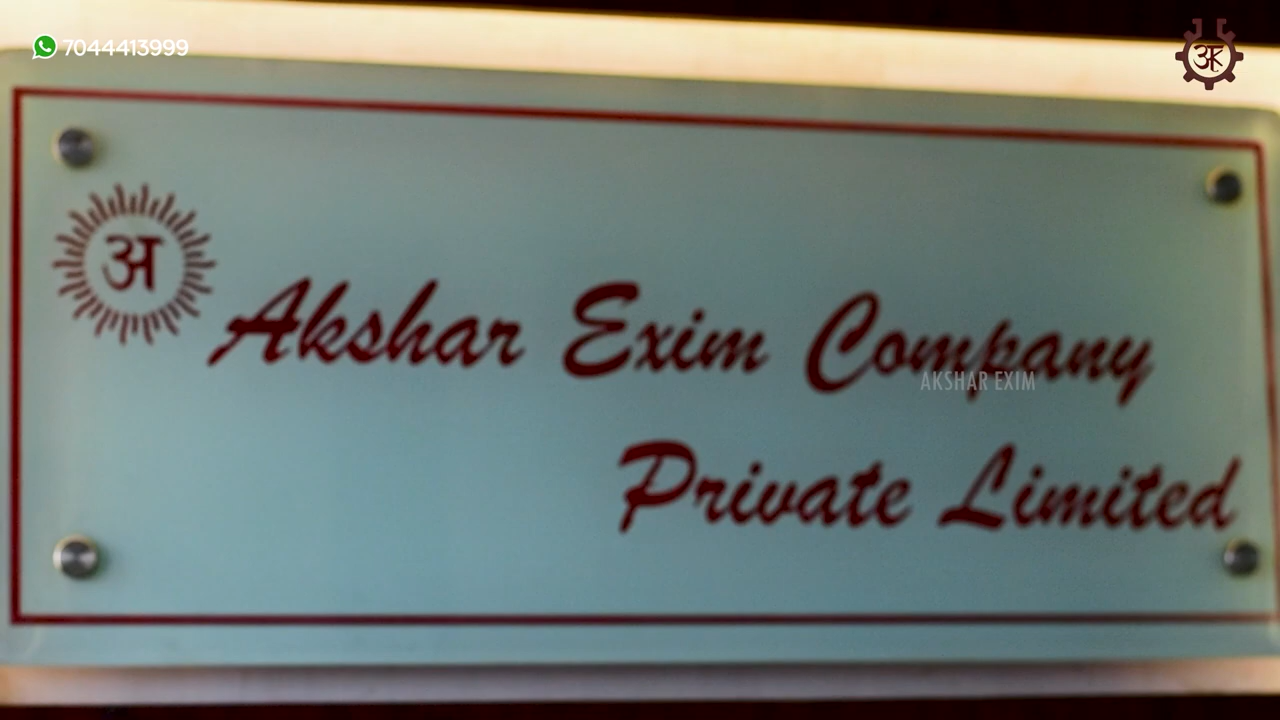 7044413999
अ
Akshar Exim Company
AKSHAR EXIM
Private Limited